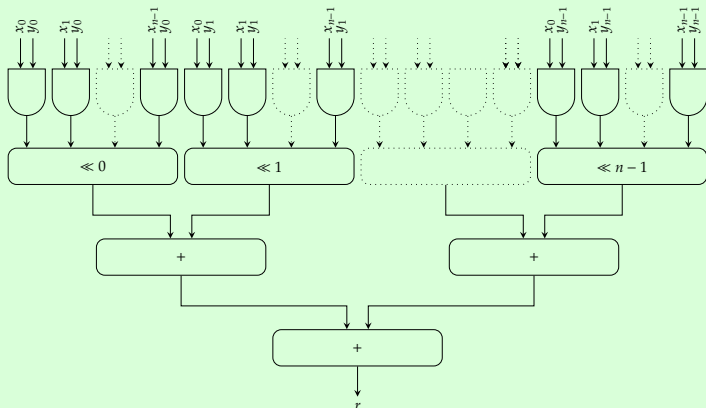 x₀ y₀ x₁ y₀ xₙ₋₁ y₀ x₀ y₁ x₁ y₁ xₙ₋₁ y₁ x₀ yₙ₋₁ x₁ yₙ₋₁ xₙ₋₁ yₙ₋₁
≪ 0 ≪ 1 ≪ n − 1
+ +
+
r